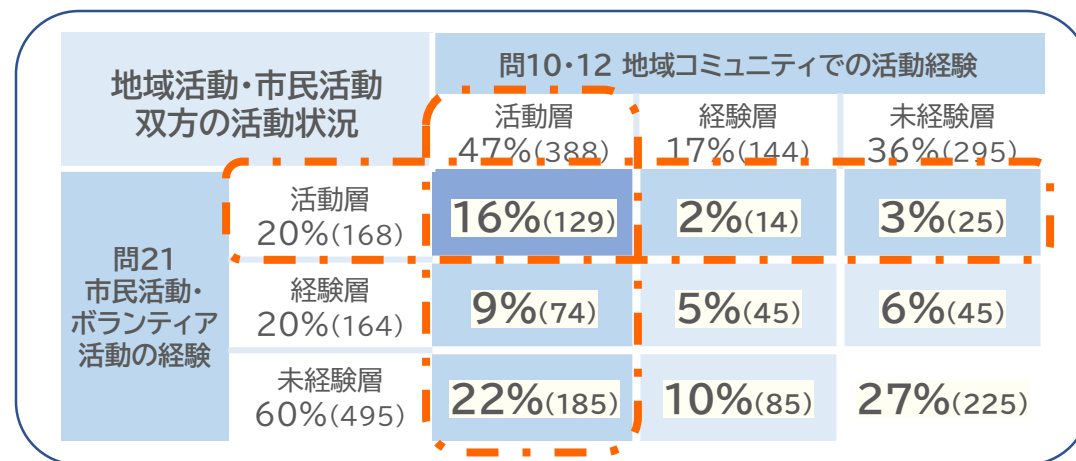 地域活動・市民活動
双方の活動状況
問10・12 地域コミュニティでの活動経験
活動層
47%(388)
経験層
17%(144)
未経験層
36%(295)
問21
市民活動・
ボランティア
活動の経験
活動層
20%(168)
16%(129)
2%(14)
3%(25)
経験層
20%(164)
9%(74)
5%(45)
6%(45)
未経験層
60%(495)
22%(185)
10%(85)
27%(225)